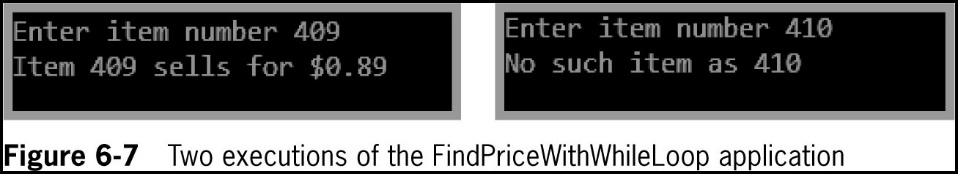 Enter item number 409
Item 409 sells for $0.89
Enter item number 410
No such item as 410
Figure 6-7 Two executions of the FindPriceWithWhileLoop application